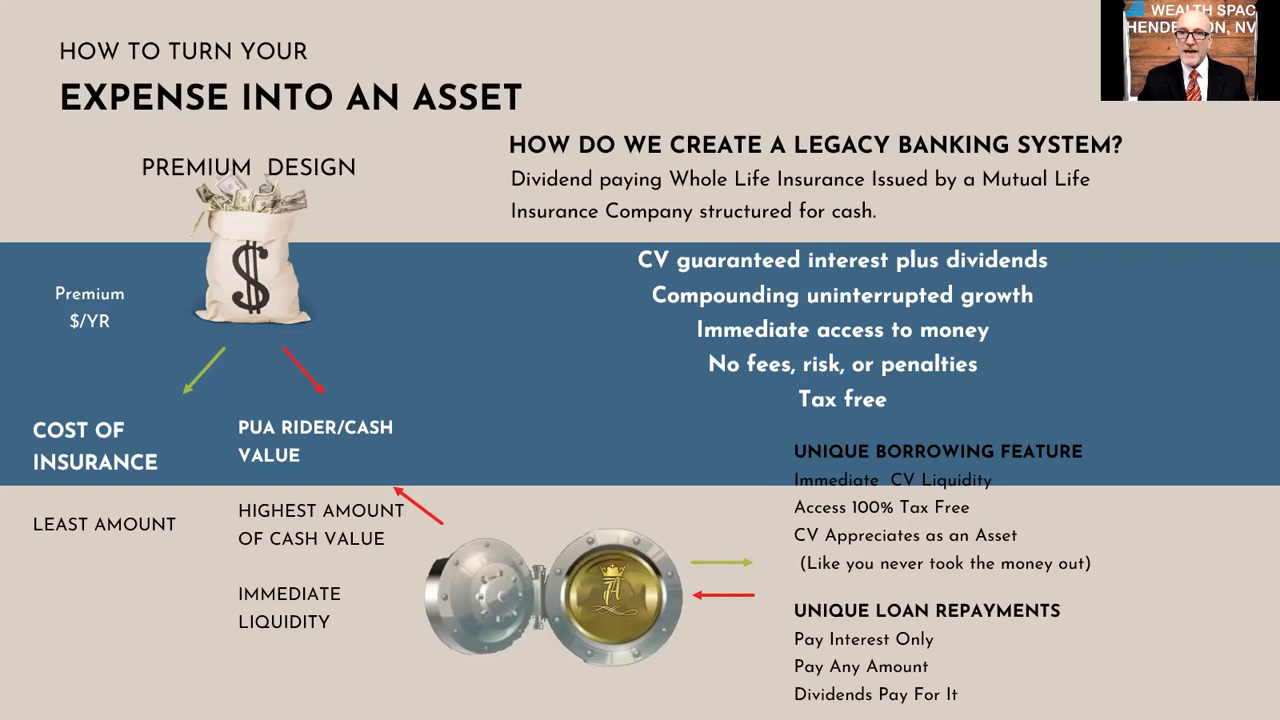 HOW TO TURN YOUR
EXPENSE INTO AN ASSET
WEALTH SPAC
HENDERSON, NV
PREMIUM DESIGN
$
Premium
$/YR
COST OF
INSURANCE
LEAST AMOUNT
PUA RIDER/CASH
VALUE
HIGHEST AMOUNT
OF CASH VALUE
IMMEDIATE
LIQUIDITY
HOW DO WE CREATE A LEGACY BANKING SYSTEM?
Dividend paying Whole Life Insurance Issued by a Mutual Life
Insurance Company structured for cash.
CV guaranteed interest plus dividends
Compounding uninterrupted growth
Immediate access to money
No fees, risk, or penalties
Tax free
UNIQUE BORROWING FEATURE
Immediate CV Liquidity
Access 100% Tax Free
CV Appreciates as an Asset
(Like you never took the money out)
UNIQUE LOAN REPAYMENTS
Pay Interest Only
Pay Any Amount
Dividends Pay For It